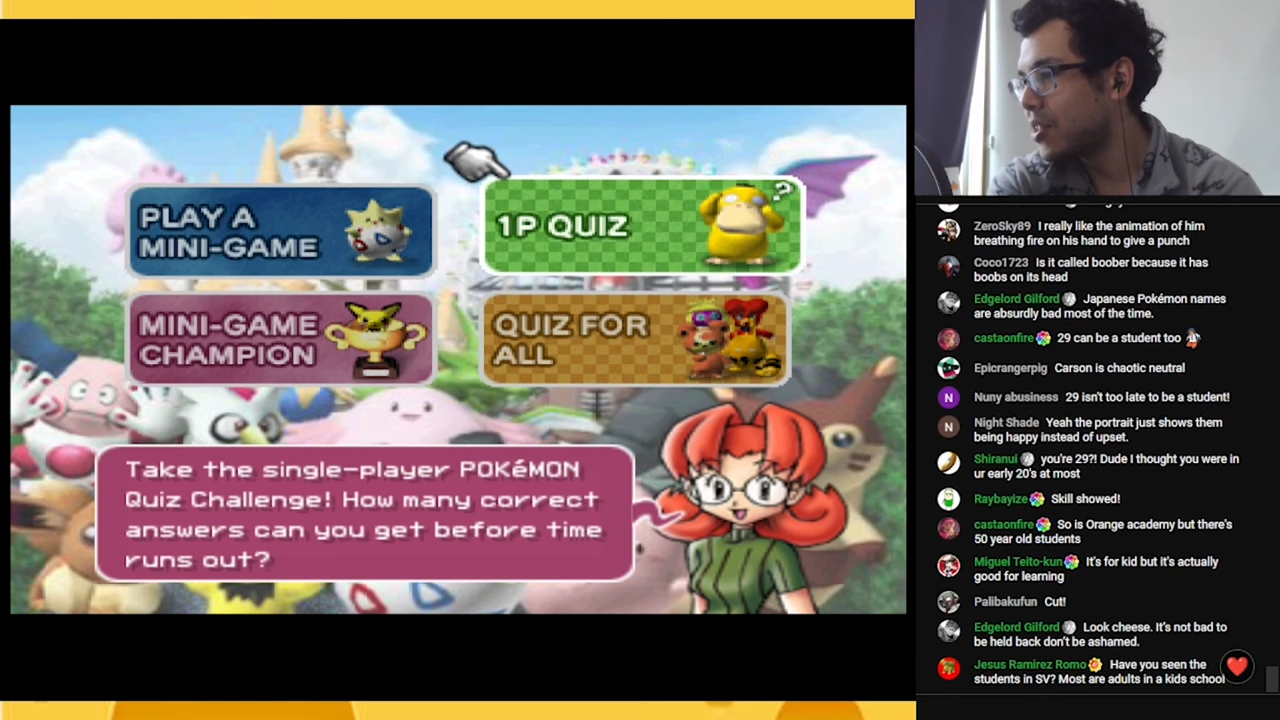 PLAY A
MINI-GAME
1P QUIZ
?
MINI-GAME
CHAMPION
QUIZ FOR
ALL
Take the single-player POKéMON
Quiz Challenge! How many correct
answers can you get before time
runs out?
ZeroSky89 I really like the animation of him
breathing fire on his hand to give a punch
Coco1723 Is it called boober because it has
boobs on its head
Edgelord Gilford Japanese Pokémon names
are absurdly bad most of the time.
castaonfire 29 can be a student too
Epicrangerpig Carson is chaotic neutral
N Nuny abusiness 29 isn't too late to be a student!
N Night Shade Yeah the portrait just shows them
being happy instead of upset.
Shiranui you're 29?! Dude I thought you were in
ur early 20's at most
Raybayize Skill showed!
castaonfire So is Orange academy but there's
50 year old students
Miguel Telto-kun It's for kid but it's actually
good for learning
Palibakufun Cut!
Edgelord Gilford Look cheese. It's not bad to
be held back don't be ashamed.
Jesus Ramirez Romo Have you seen the
students in SV? Most are adults in a kids school